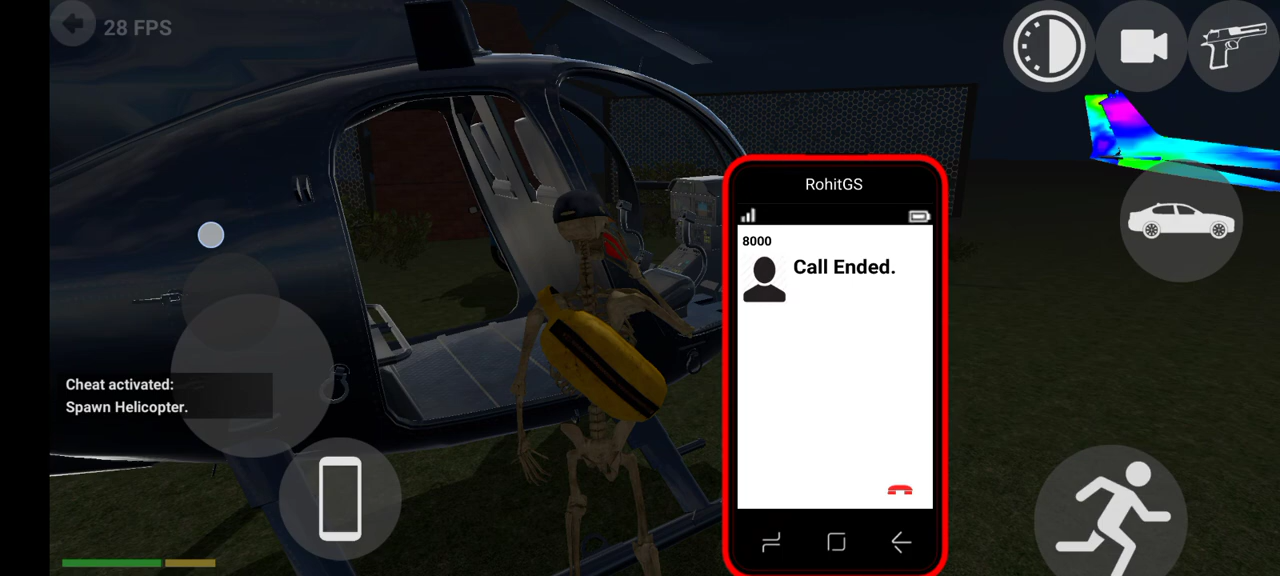 28 FPS
RohitGS
8000
Call Ended.
Cheat activated:
Spawn Helicopter.